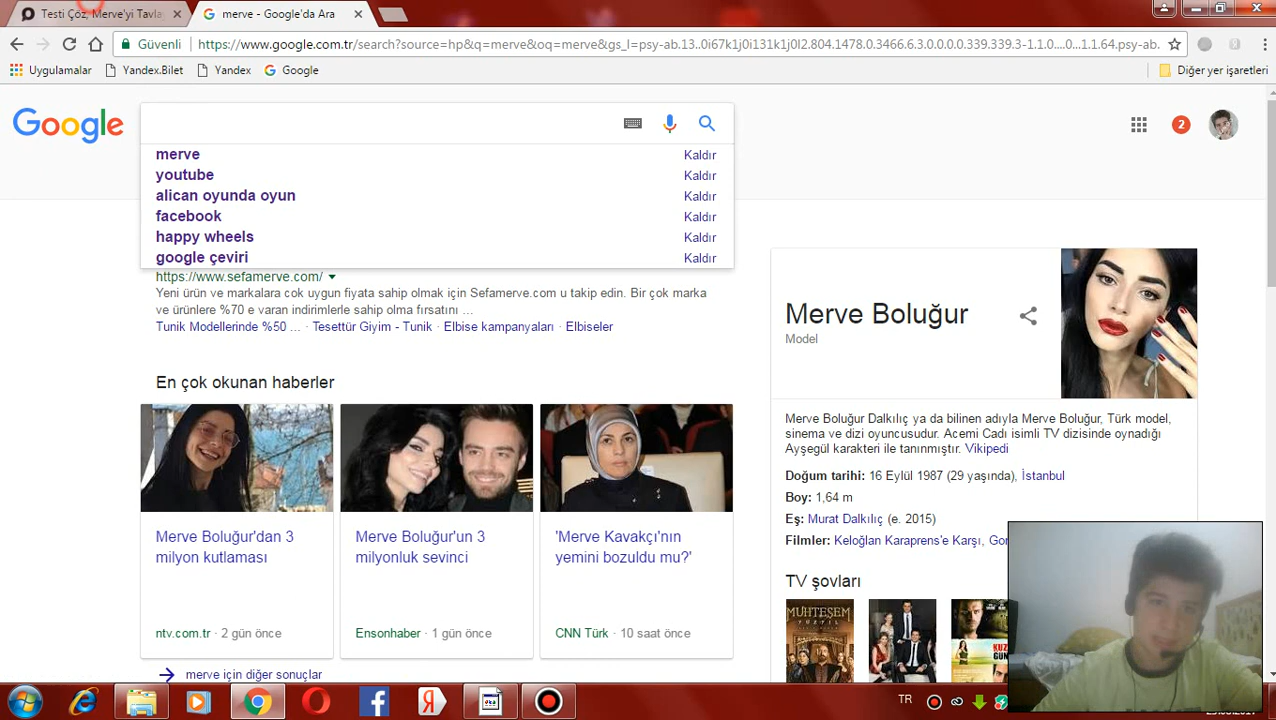 Testi Çöz, Merve'yi Tavla
merve - Google'da Ara
Güvenli
https://www.google.com.tr/search?source=hp&q=merve&oq=merve&gs_l=psy-ab.13..0i67k1j0i131k1j0l2.804.1478.0.3466.6.3.0.0.0.0.339.339.3-1.1.0....0...1.1.64.psy-ab.
Uygulamalar
Yandex.Bilet
Yandex
Google
Diğer yer işaretleri
Google
2
merve Kaldır
youtube Kaldır
alican oyunda oyun Kaldır
facebook Kaldır
happy wheels Kaldır
google çeviri Kaldır
https://www.sefamerve.com/
Yeni ürün ve markalara cok uygun fiyata sahip olmak için Sefamerve.com u takip edin. Bir çok marka
ve ürünlere %70 e varan indirimlerle sahip olma fırsatını ...
Tunik Modellerinde %50 ... · Tesettür Giyim - Tunik · Elbise kampanyaları · Elbiseler
En çok okunan haberler
Merve Boluğur'dan 3
milyon kutlaması
ntv.com.tr · 2 gün önce
Merve Boluğur'un 3
milyonluk sevinci
Ensonhaber · 1 gün önce
'Merve Kavakçı'nın
yemini bozuldu mu?'
CNN Türk · 10 saat önce
merve için diğer sonuçlar
Merve Boluğur
Model
Merve Boluğur Dalkılıç ya da bilinen adıyla Merve Boluğur, Türk model,
sinema ve dizi oyuncusudur. Acemi Cadı isimli TV dizisinde oynadığı
Ayşegül karakteri ile tanınmıştır. Vikipedi
Doğum tarihi: 16 Eylül 1987 (29 yaşında), İstanbul
Boy: 1,64 m
Eş: Murat Dalkılıç (e. 2015)
Filmler: Keloğlan Karaprens'e Karşı,
TV şovları
MUHTEŞEM
YÜZYIL
KUZ
GÜN
TR